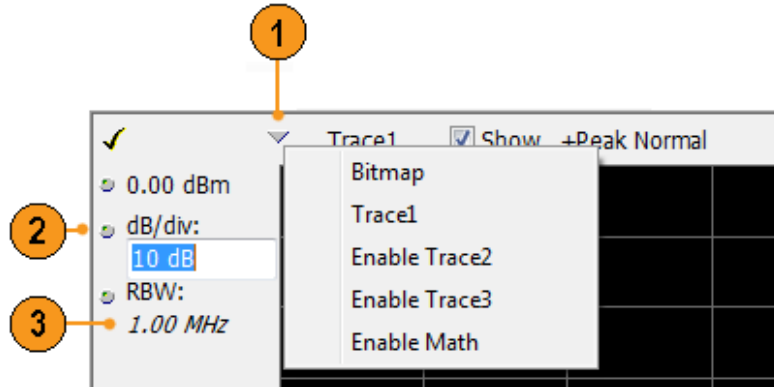 1
Trace1 Show +Peak Normal
0.00 dBm
2
dB/div:
10 dB
RBW:
3
1.00 MHz
Bitmap
Trace1
Enable Trace2
Enable Trace3
Enable Math